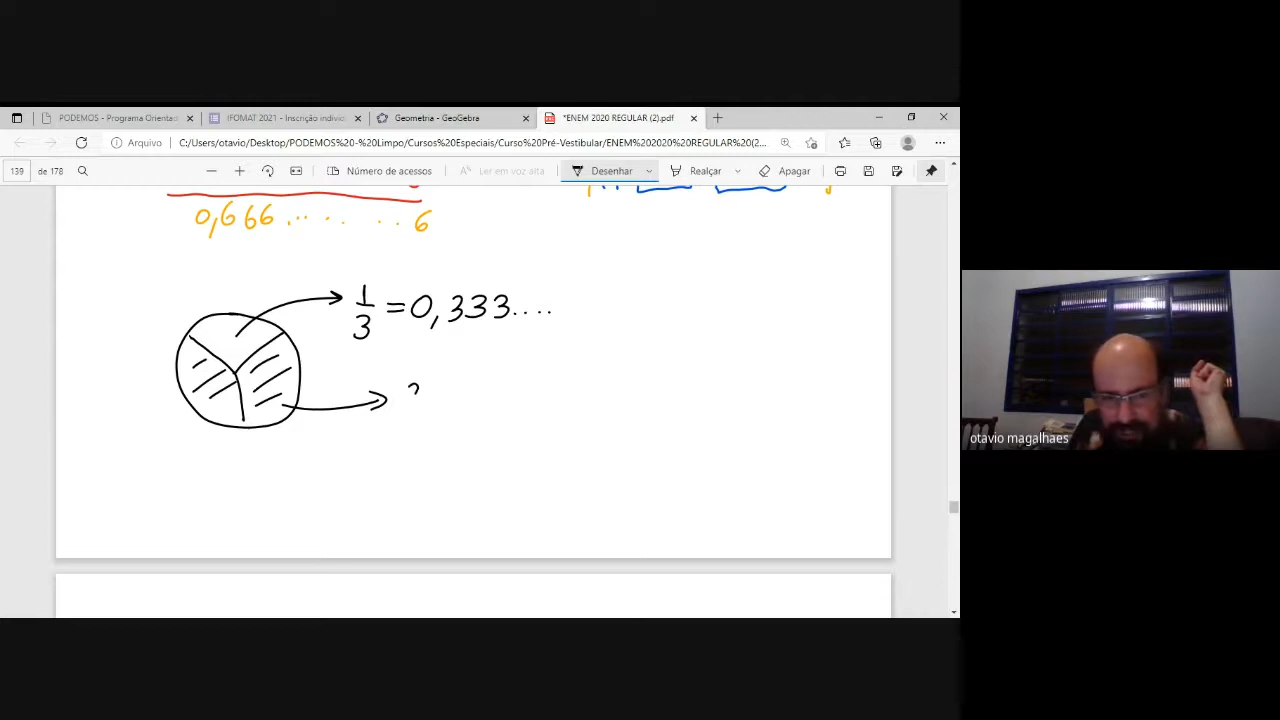 PODEMOS - Programa Orientad
IFOMAT 2021 - Inscrição individ
Geometria - GeoGebra
*ENEM 2020 REGULAR (2).pdf
Arquivo
C:/Users/otavio/Desktop/PODEMOS%20-%20Limpo/Cursos%20Especiais/Curso%20Pré-Vestibular/ENEM%202020%20REGULAR%20(2...
139
de 178
Número de acessos
Ler em voz alta
Desenhar
Realçar
Apagar
0,666... ... ... 6
1/3 = 0,333....
otavio magalhaes